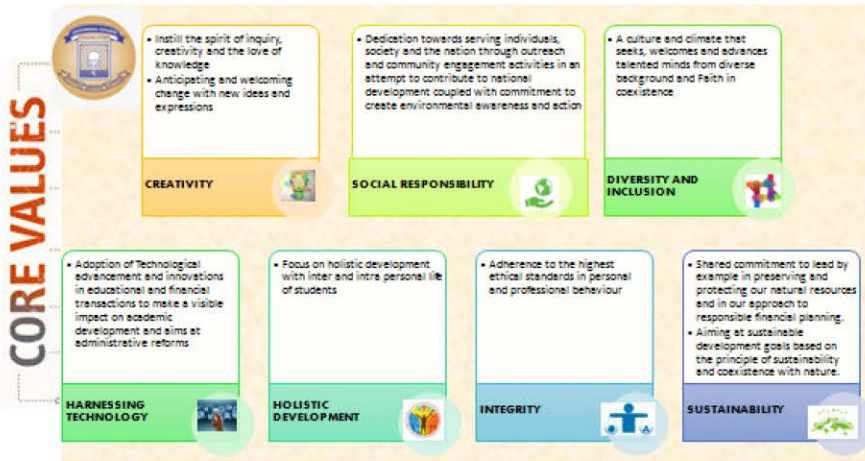 CORE VALUES
• Instill the spirit of inquiry,
creativity and the love of
knowledge
• Anticipating and welcoming
change with new ideas and
expressions
CREATIVITY
• Dedication towards serving individuals,
society and the nation through outreach
and community engagement activities in an
attempt to contribute to national
development coupled with commitment to
create environmental awareness and action
SOCIAL RESPONSIBILITY
• A culture and climate that
seeks, welcomes and advances
talented minds from diverse
background and Faith in
coexistence
DIVERSITY AND
INCLUSION
• Adoption of Technological
advancement and innovations
in educational and financial
transactions to make a visible
impact on academic
development and aims at
administrative reforms
HARNESSING
TECHNOLOGY
• Focus on holistic development
with inter and intra personal life
of students
HOLISTIC
DEVELOPMENT
• Adherence to the highest
ethical standards in personal
and professional behaviour
INTEGRITY
• Shared commitment to lead by
example in preserving and
protecting our natural resources
and in our approach to
responsible financial planning.
• Aiming at sustainable
development goals based on
the principle of sustainability
and coexistence with nature.
SUSTAINABILITY